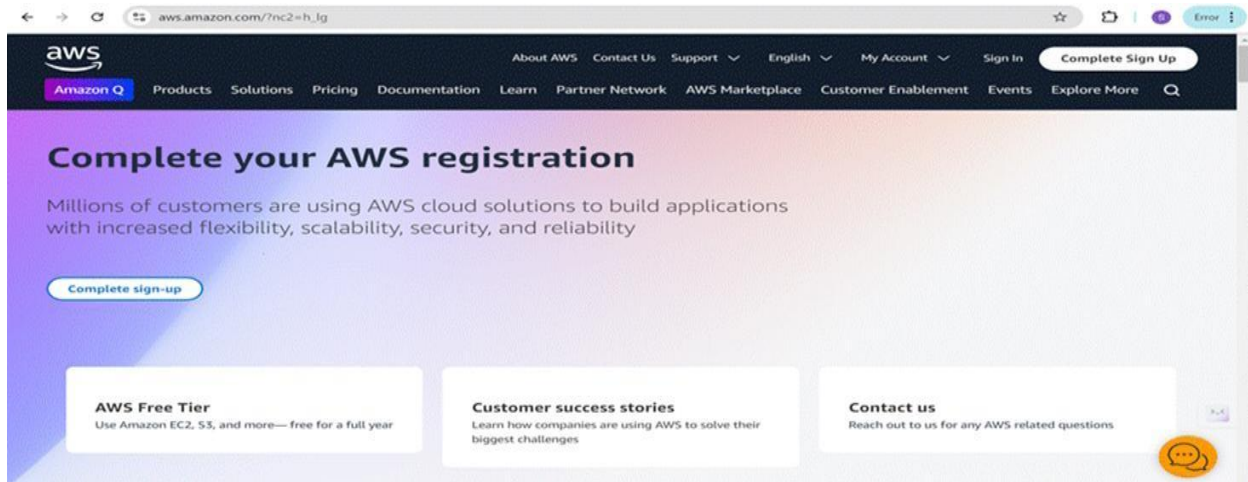 aws.amazon.com/?nc2=h_lg
Error
aws
About AWS Contact Us Support English My Account Sign In Complete Sign Up
Amazon Q Products Solutions Pricing Documentation Learn Partner Network AWS Marketplace Customer Enablement Events Explore More
Complete your AWS registration
Millions of customers are using AWS cloud solutions to build applications
with increased flexibility, scalability, security, and reliability
Complete sign-up
AWS Free Tier
Use Amazon EC2, S3, and more— free for a full year
Customer success stories
Learn how companies are using AWS to solve their
biggest challenges
Contact us
Reach out to us for any AWS related questions